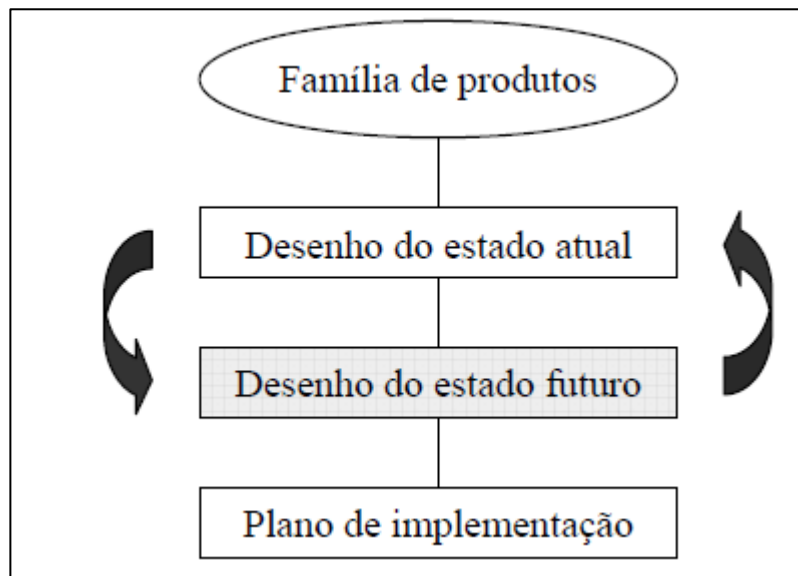 Família de produtos
Desenho do estado atual
Desenho do estado futuro
Plano de implementação